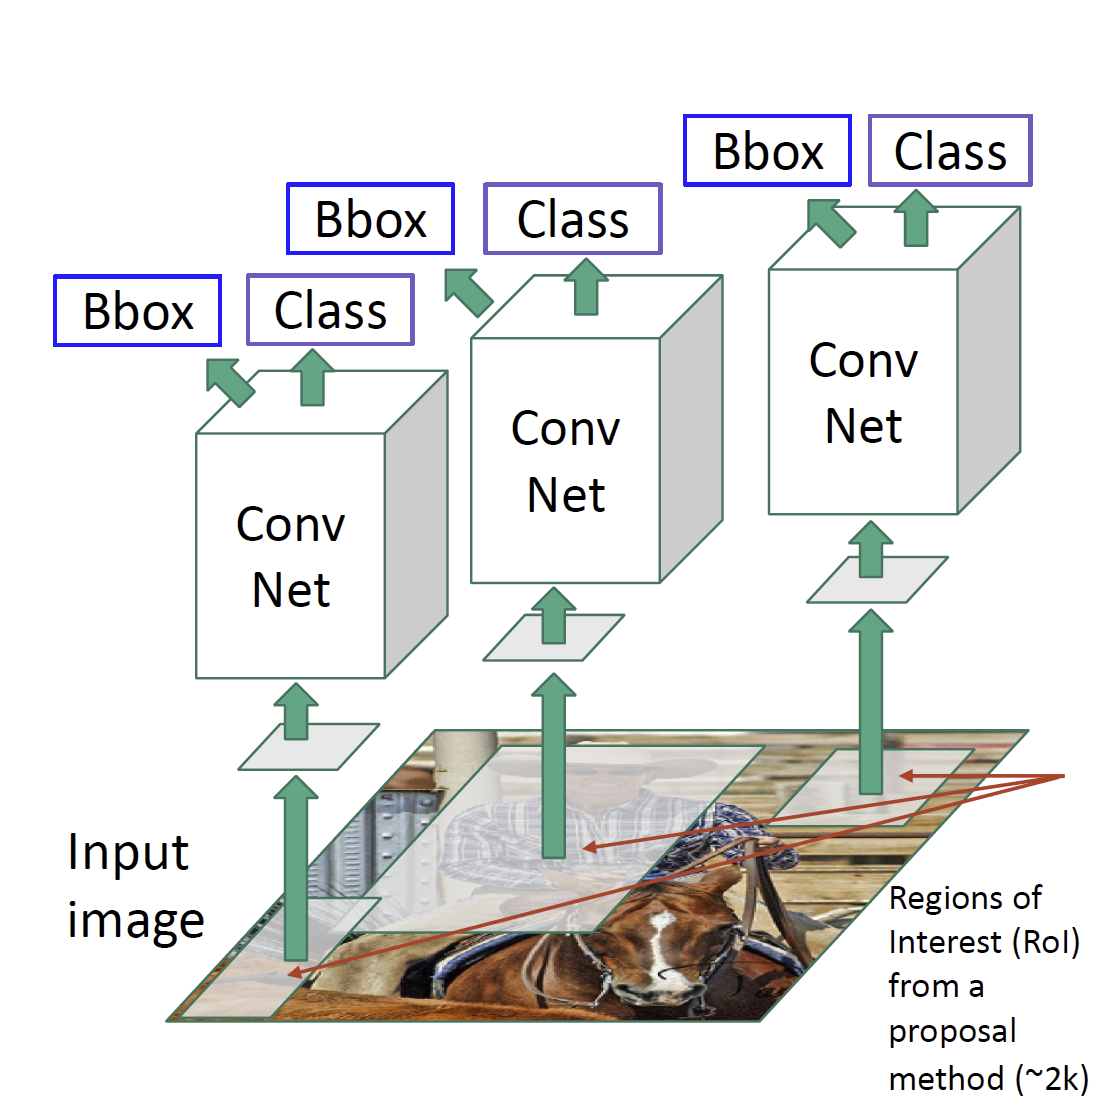 Bbox Class
Bbox Class
Bbox Class
Conv
Net
Conv
Net
Conv
Net
Input
image
Regions of
Interest (RoI)
from a
proposal
method (~2k)